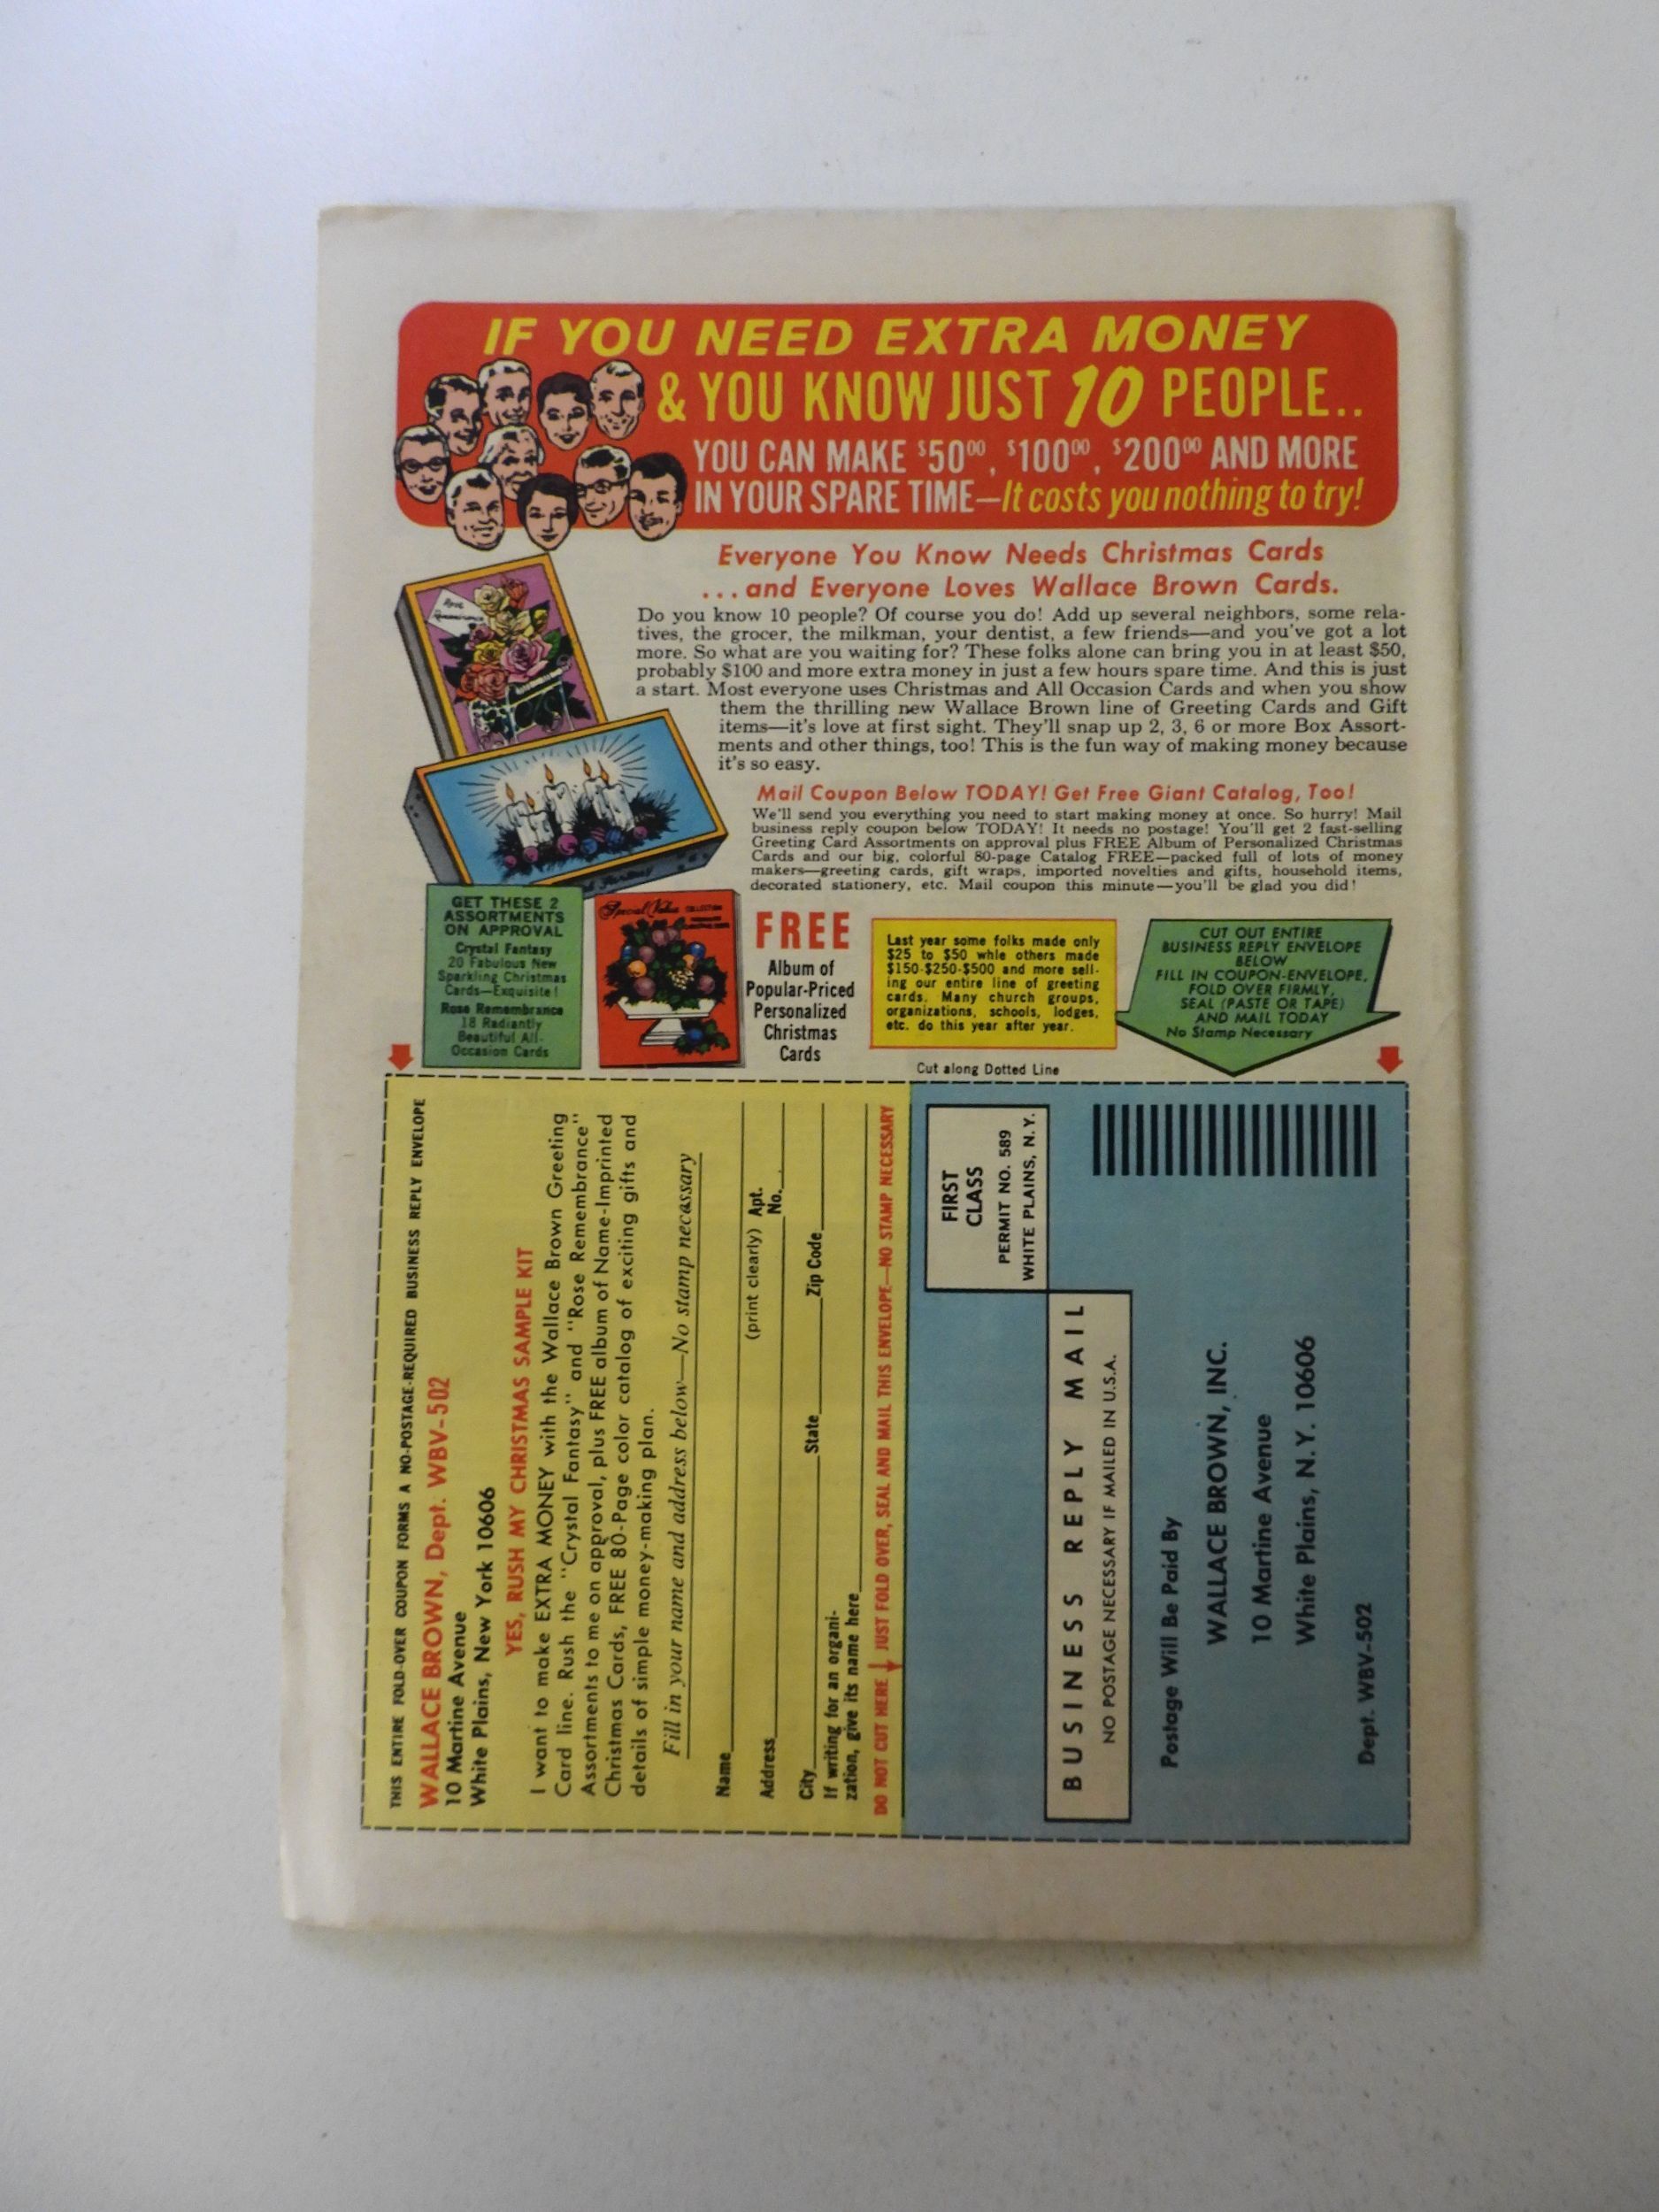 IF YOU NEED EXTRA MONEY
& YOU KNOW JUST 10 PEOPLE..
YOU CAN MAKE $50⁰⁰, $100⁰⁰, $200⁰⁰ AND MORE
IN YOUR SPARE TIME—It costs you nothing to try!
Everyone You Know Needs Christmas Cards
...and Everyone Loves Wallace Brown Cards.
Do you know 10 people? Of course you do! Add up several neighbors, some rela-
tives, the grocer, the milkman, your dentist, a few friends—and you've got a lot
more. So what are you waiting for? These folks alone can bring you in at least $50,
probably $100 and more extra money in just a few hours spare time. And this is just
a start. Most everyone uses Christmas and All Occasion Cards and when you show
them the thrilling new Wallace Brown line of Greeting Cards and Gift
items—it's love at first sight. They'll snap up 2, 3, 6 or more Box Assort-
ments and other things, too! This is the fun way of making money because
it's so easy.
Rose
Remembrance
Mail Coupon Below TODAY! Get Free Giant Catalog, Too!
We'll send you everything you need to start making money at once. So hurry! Mail
business reply coupon below TODAY! It needs no postage! You'll get 2 fast-selling
Greeting Card Assortments on approval plus FREE Album of Personalized Christmas
Cards and our big, colorful 80-page Catalog FREE—packed full of lots of money
makers—greeting cards, gift wraps, imported novelties and gifts, household items,
decorated stationery, etc. Mail coupon this minute—you'll be glad you did!
GET THESE 2
ASSORTMENTS
ON APPROVAL
Crystal Fantasy
20 Fabulous New
Sparkling Christmas
Cards—Exquisite!
Rose Remembrance
18 Radiantly
Beautiful All-
Occasion Cards
Special Value COLLECTION
FREE
Album of
Popular-Priced
Personalized
Christmas
Cards
Last year some folks made only
$25 to $50 whle others made
$150-$250-$500 and more sell-
ing our entire line of greeting
cards. Many church groups,
organizations, schools, lodges,
etc. do this year after year.
CUT OUT ENTIRE
BUSINESS REPLY ENVELOPE
BELOW
FILL IN COUPON-ENVELOPE,
FOLD OVER FIRMLY,
SEAL (PASTE OR TAPE)
AND MAIL TODAY
No Stamp Necessary
Cut along Dotted Line
THIS ENTIRE FOLD-OVER COUPON FORMS A NO-POSTAGE-REQUIRED BUSINESS REPLY ENVELOPE
WALLACE BROWN, Dept. WBV-502
10 Martine Avenue
White Plains, New York 10606
YES, RUSH MY CHRISTMAS SAMPLE KIT
I want to make EXTRA MONEY with the Wallace Brown Greeting
Card line. Rush the "Crystal Fantasy" and "Rose Remembrance"
Assortments to me on approval, plus FREE album of Name-Imprinted
Christmas Cards, FREE 80-Page color catalog of exciting gifts and
details of simple money-making plan.
Fill in your name and address below—No stamp necassary
Name
(print clearly) Apt.
Address No.
City State Zip Code
If writing for an organi-
zation, give its name here
DO NOT CUT HERE JUST FOLD OVER, SEAL AND MAIL THIS ENVELOPE—NO STAMP NECESSARY
FIRST
CLASS
PERMIT NO. 589
WHITE PLAINS, N.Y.
BUSINESS REPLY MAIL
NO POSTAGE NECESSARY IF MAILED IN U.S.A.
Postage Will Be Paid By
WALLACE BROWN, INC.
10 Martine Avenue
White Plains, N.Y. 10606
Dept. WBV-502